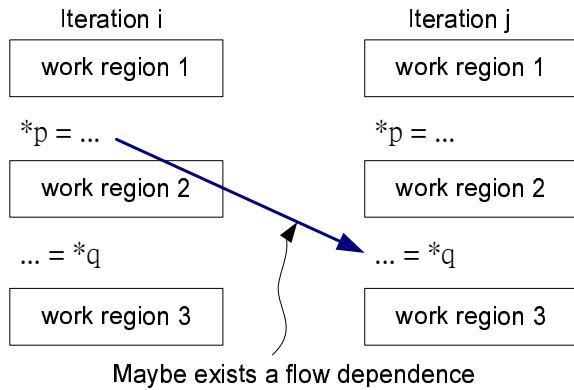 Iteration i
work region 1
*p = ...
work region 2
... = *q
work region 3
Iteration j
work region 1
*p = ...
work region 2
... = *q
work region 3
Maybe exists a flow dependence